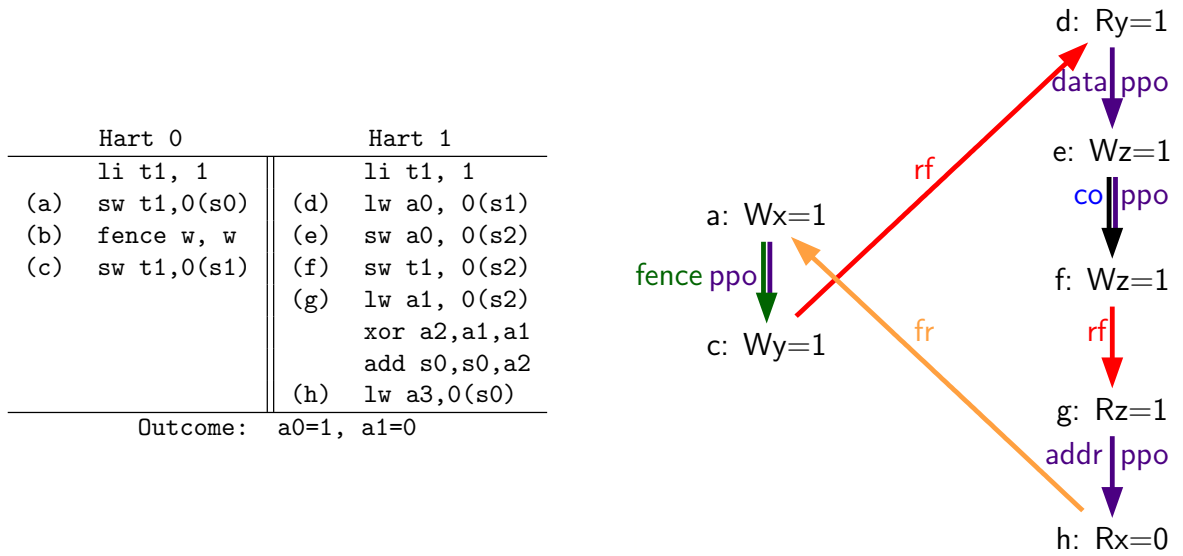 Hart 0 Hart 1
li t1, 1 li t1, 1
(a) sw t1,0(s0) (d) lw a0, 0(s1)
(b) fence w, w (e) sw a0, 0(s2)
(c) sw t1,0(s1) (f) sw t1, 0(s2)
(g) lw a1, 0(s2)
xor a2,a1,a1
add s0,s0,a2
(h) lw a3,0(s0)
Outcome: a0=1, a1=0
d: Ry=1
data ppo
e: Wz=1
rf
co ppo
a: Wx=1
fence ppo
f: Wz=1
c: Wy=1
fr
rf
g: Rz=1
addr ppo
h: Rx=0